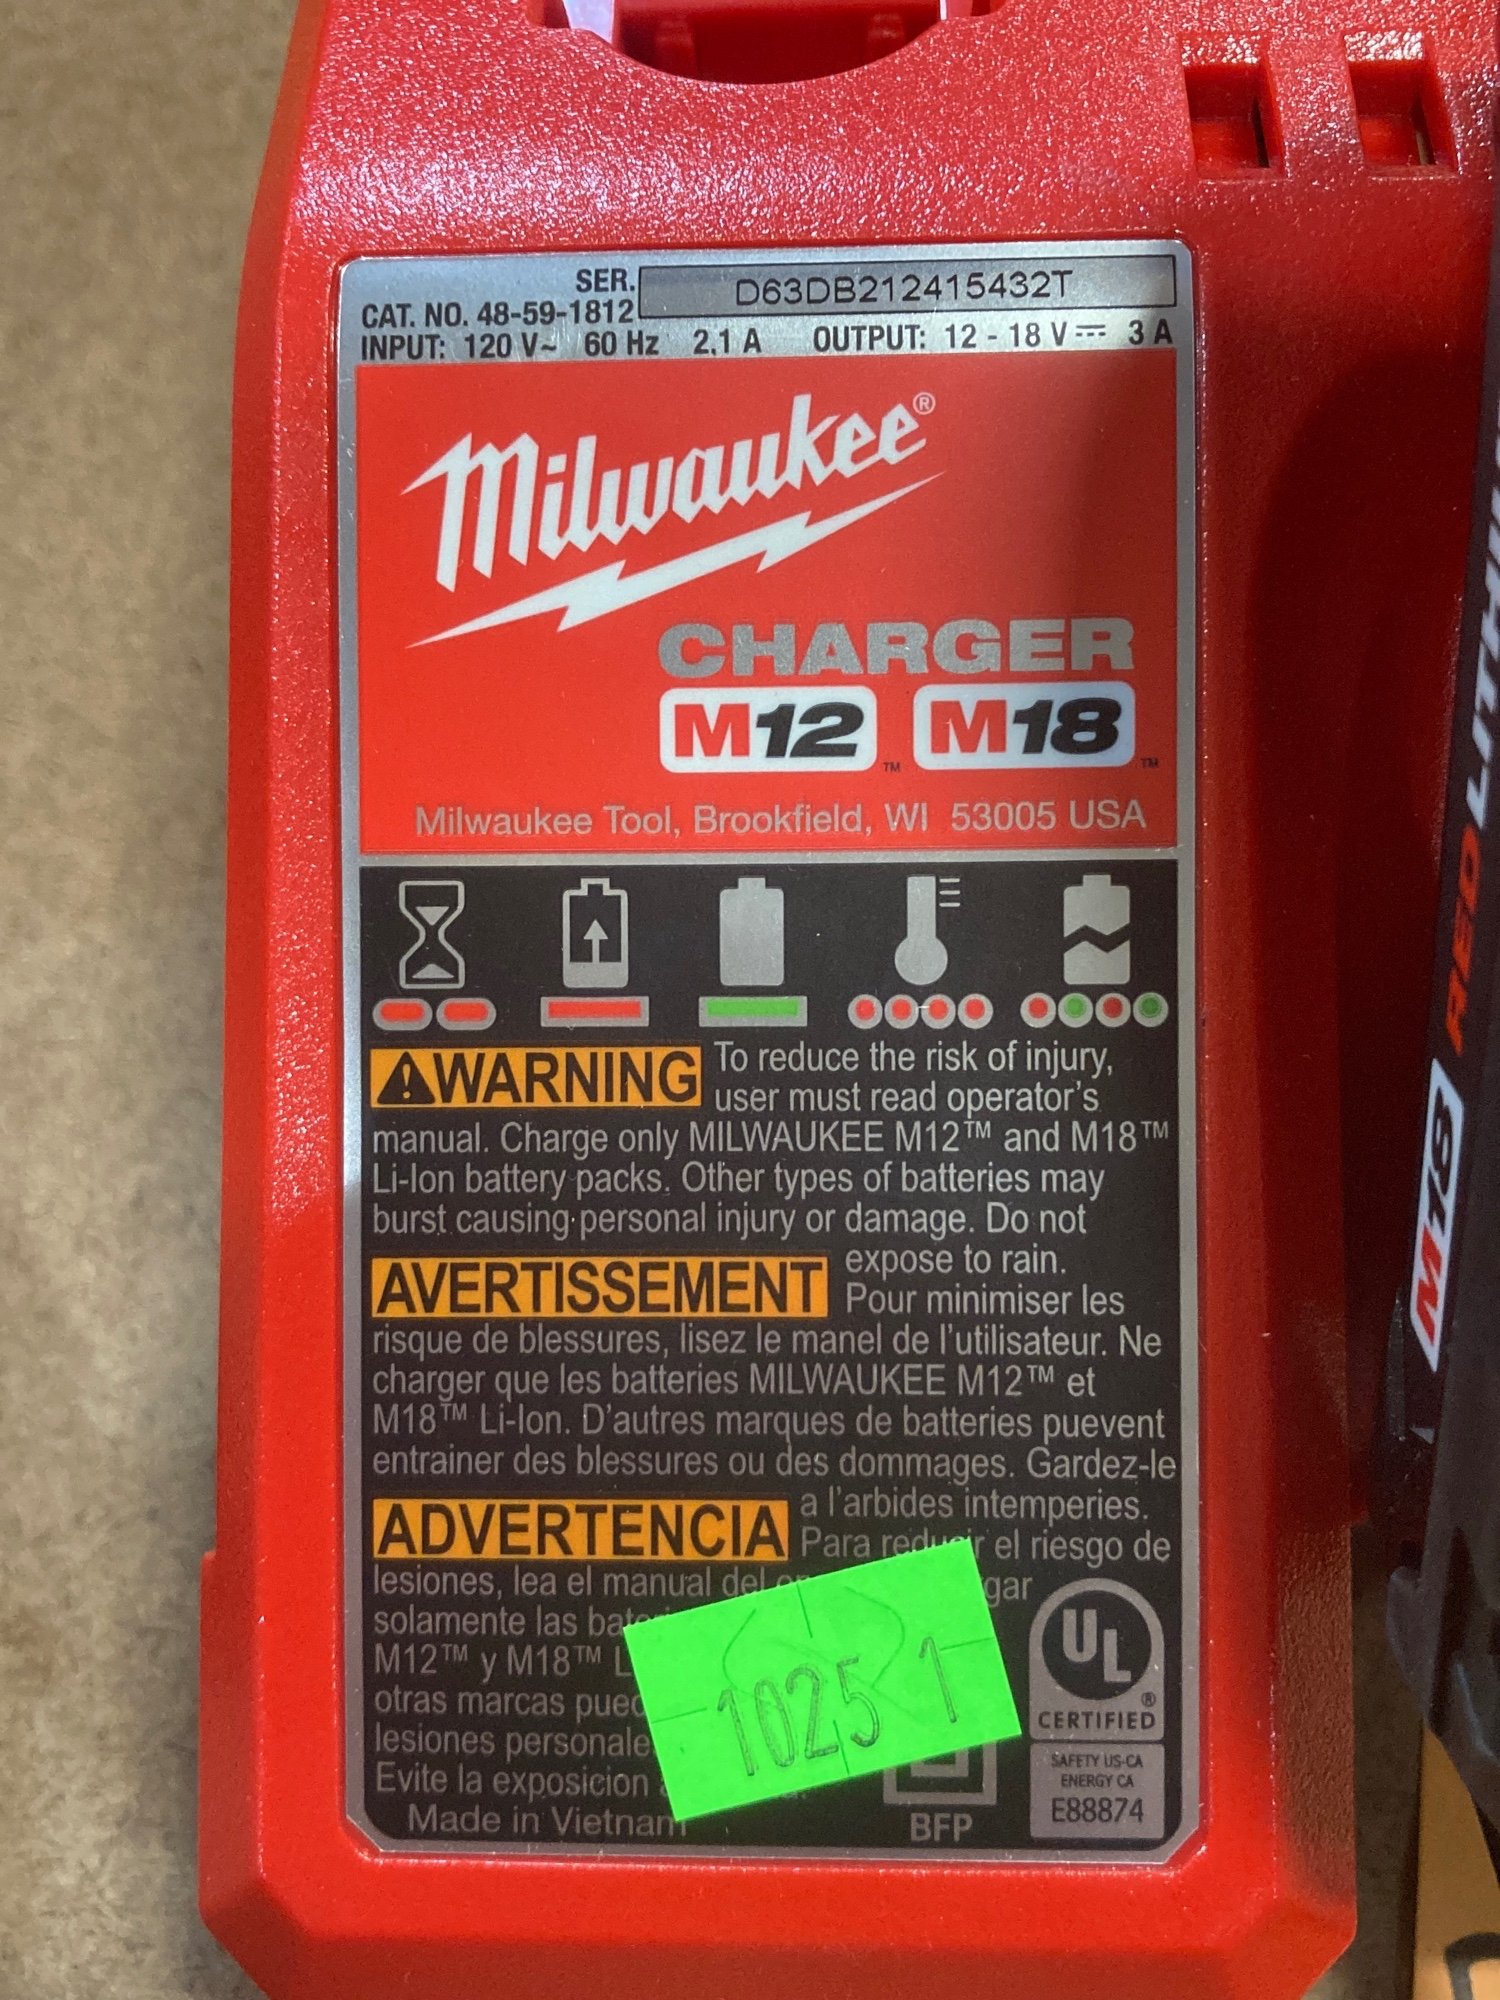 SER. D63DB212415432T
CAT. NO. 48-59-1812
INPUT: 120 V~ 60 Hz 2.1 A OUTPUT: 12 - 18 V⎓ 3 A
Milwaukee®
CHARGER
M12™ M18™
Milwaukee Tool, Brookfield, WI 53005 USA
⚠WARNING To reduce the risk of injury,
user must read operator's
manual. Charge only MILWAUKEE M12™ and M18™
Li-Ion battery packs. Other types of batteries may
burst causing personal injury or damage. Do not
expose to rain.
AVERTISSEMENT Pour minimiser les
risque de blessures, lisez le manel de l'utilisateur. Ne
charger que les batteries MILWAUKEE M12™ et
M18™ Li-Ion. D'autres marques de batteries puevent
entrainer des blessures ou des dommages. Gardez-le
a l'arbides intemperies.
ADVERTENCIA Para reducir el riesgo de
lesiones, lea el manual del
solamente las
M12™ y M18™
otras marcas
lesiones
Evite la exposicion
Made in Vietnam
1025 1
BFP
UL®
CERTIFIED
SAFETY US-CA
ENERGY CA
E88874
M18 REDLITHIUM